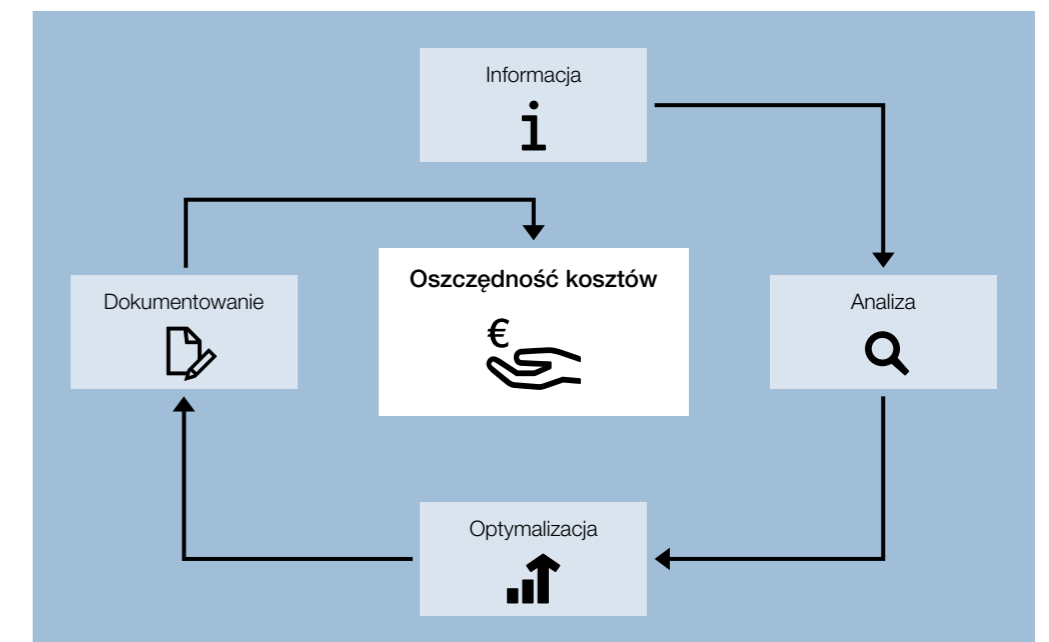 Informacja
i
Oszczędność kosztów
€
Dokumentowanie
Analiza
Optymalizacja